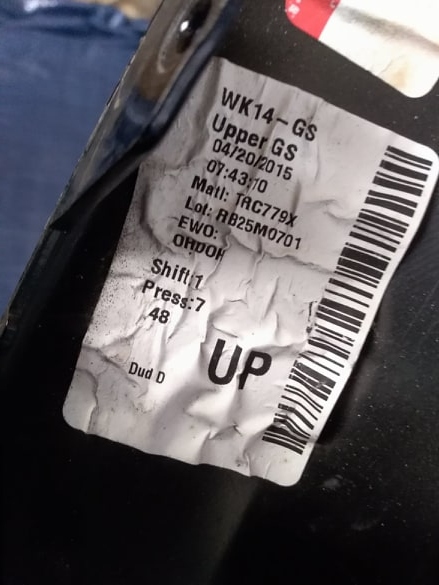 WK14-GS
Upper GS
04/20/2015
07:43:10
Matl: TRC779X
Lot: RB25M0701
EWO:
Shift:1
Press:7
48
UP
Dud D